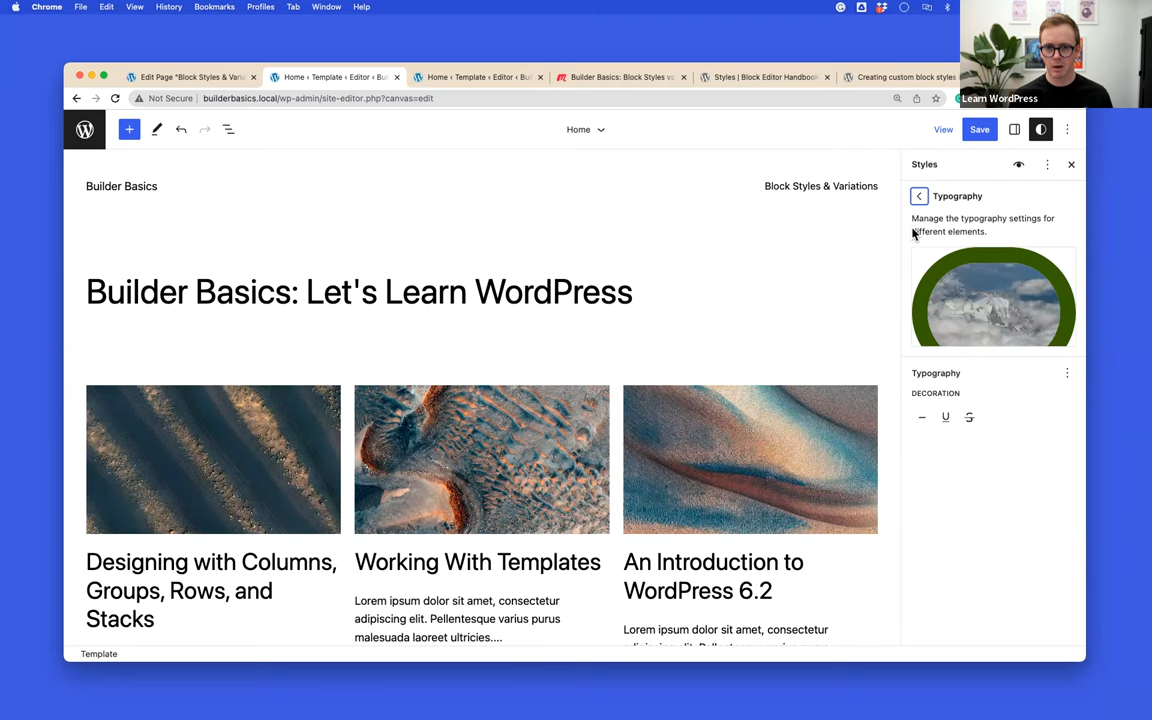 Chrome File Edit View History Bookmarks Profiles Tab Window Help
Learn WordPress
Edit Page "Block Styles & Varia
Home ‹ Template ‹ Editor ‹ Bui
Home ‹ Template ‹ Editor ‹ Bui
Builder Basics: Block Styles vs
Styles | Block Editor Handbook
Creating custom block styles
Not Secure builderbasics.local/wp-admin/site-editor.php?canvas=edit
Home
View
Save
Builder Basics
Block Styles & Variations
Builder Basics: Let's Learn WordPress
Designing with Columns,
Groups, Rows, and
Stacks
Working With Templates
Lorem ipsum dolor sit amet, consectetur
adipiscing elit. Pellentesque varius purus
malesuada laoreet ultricies....
An Introduction to
WordPress 6.2
Lorem ipsum dolor sit amet, consectetur
Styles
Typography
Manage the typography settings for
different elements.
Typography
DECORATION
Template